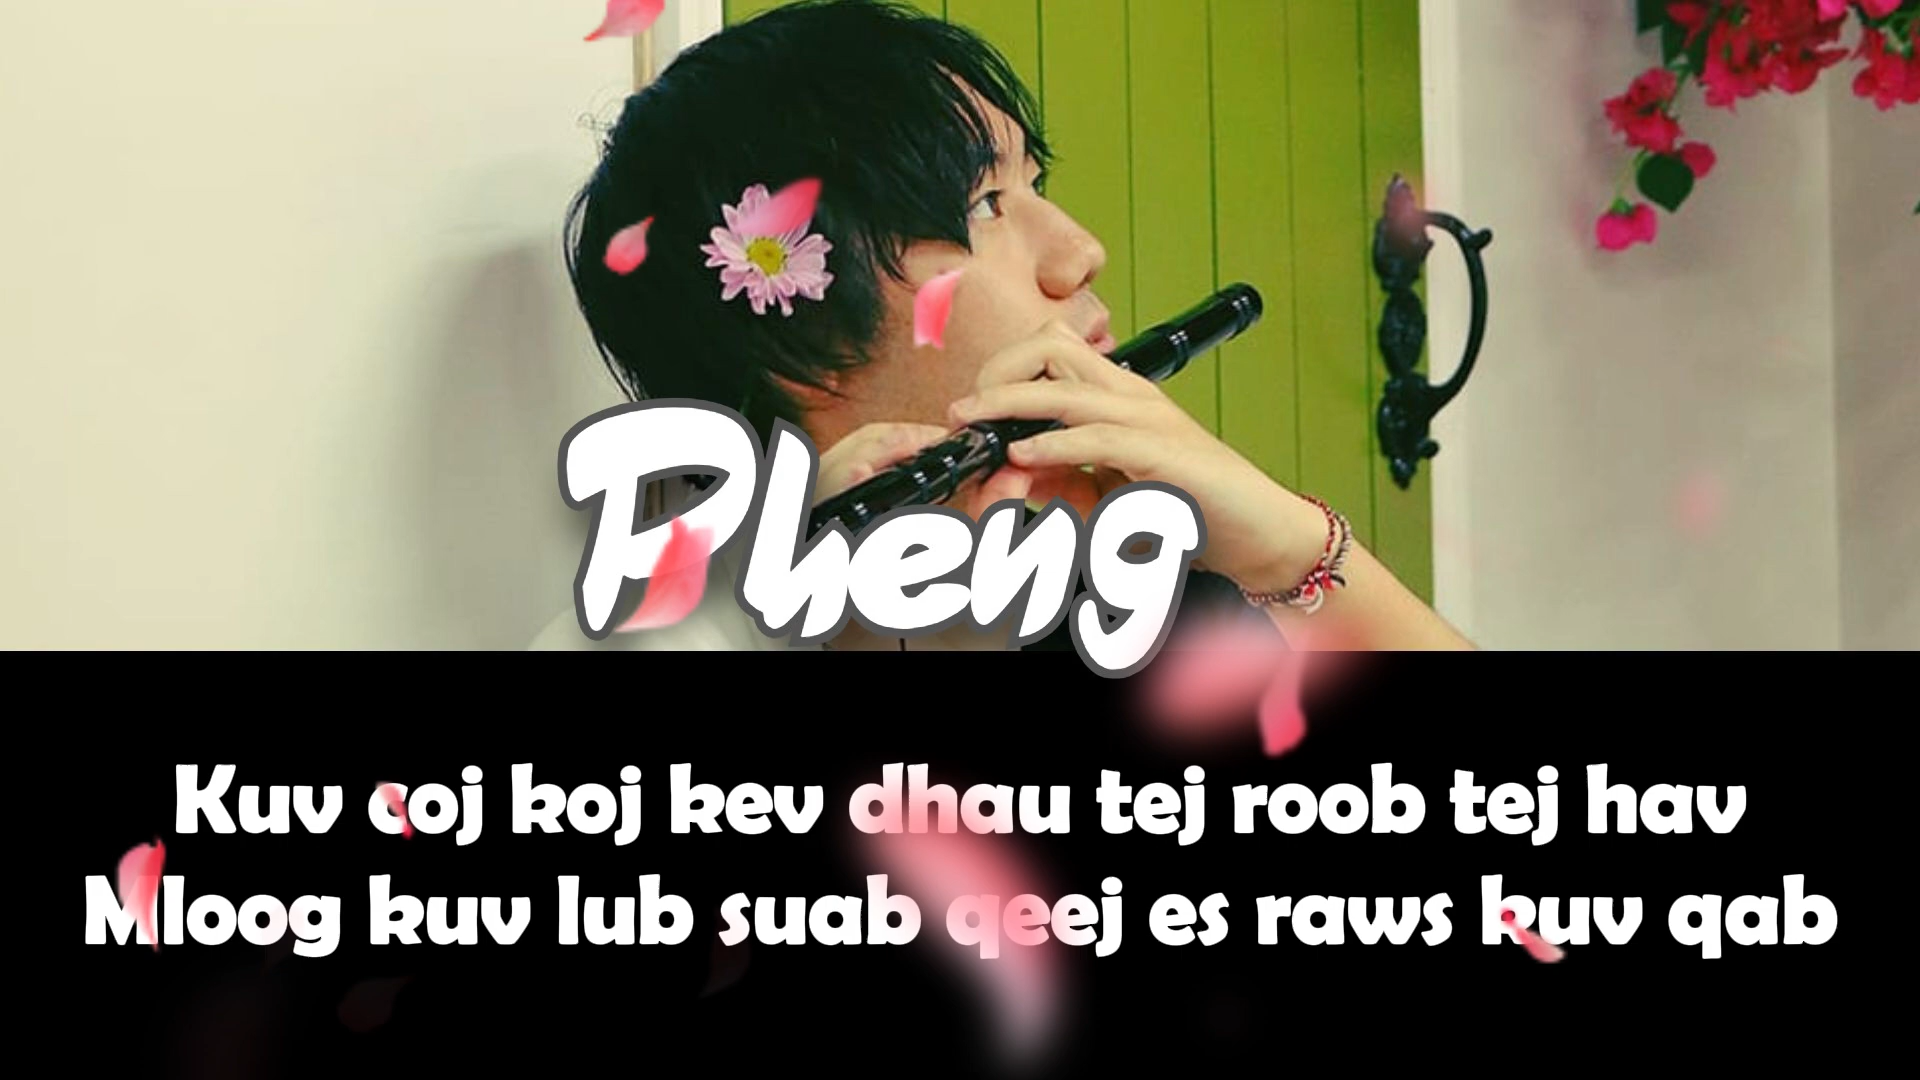 Pheng
Kuv coj koj kev dhau tej roob tej hav
Mloog kuv lub suab qeej es raws kuv qab